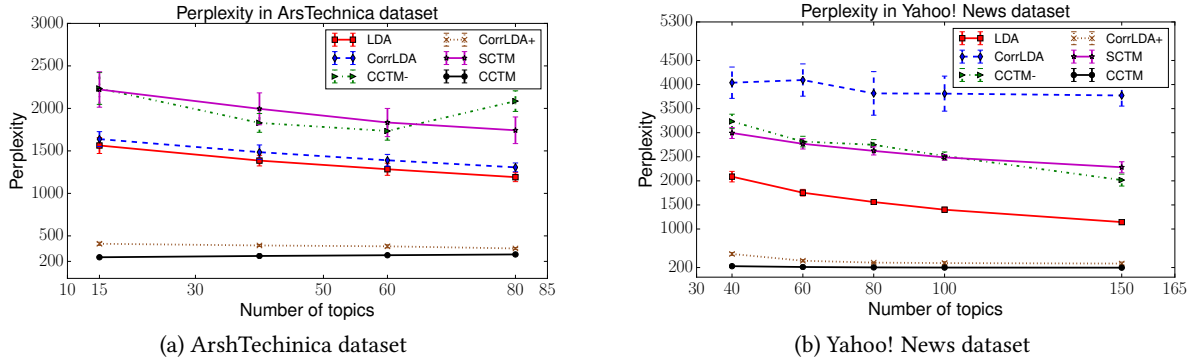 Perplexity in ArsTechnica dataset
3000
2500
2000
1500
1000
500
200
Perplexity
LDA
CorrLDA
CCTM-
CorrLDA+
SCTM
CCTM
10 15 30 50 60 80 85
Number of topics
(a) ArshTechinica dataset
Perplexity in Yahoo! News dataset
5300
4500
4000
3500
3000
2500
2000
1000
200
Perplexity
LDA
CorrLDA
CCTM-
CorrLDA+
SCTM
CCTM
30 40 60 80 100 130 150 165
Number of topics
(b) Yahoo! News dataset